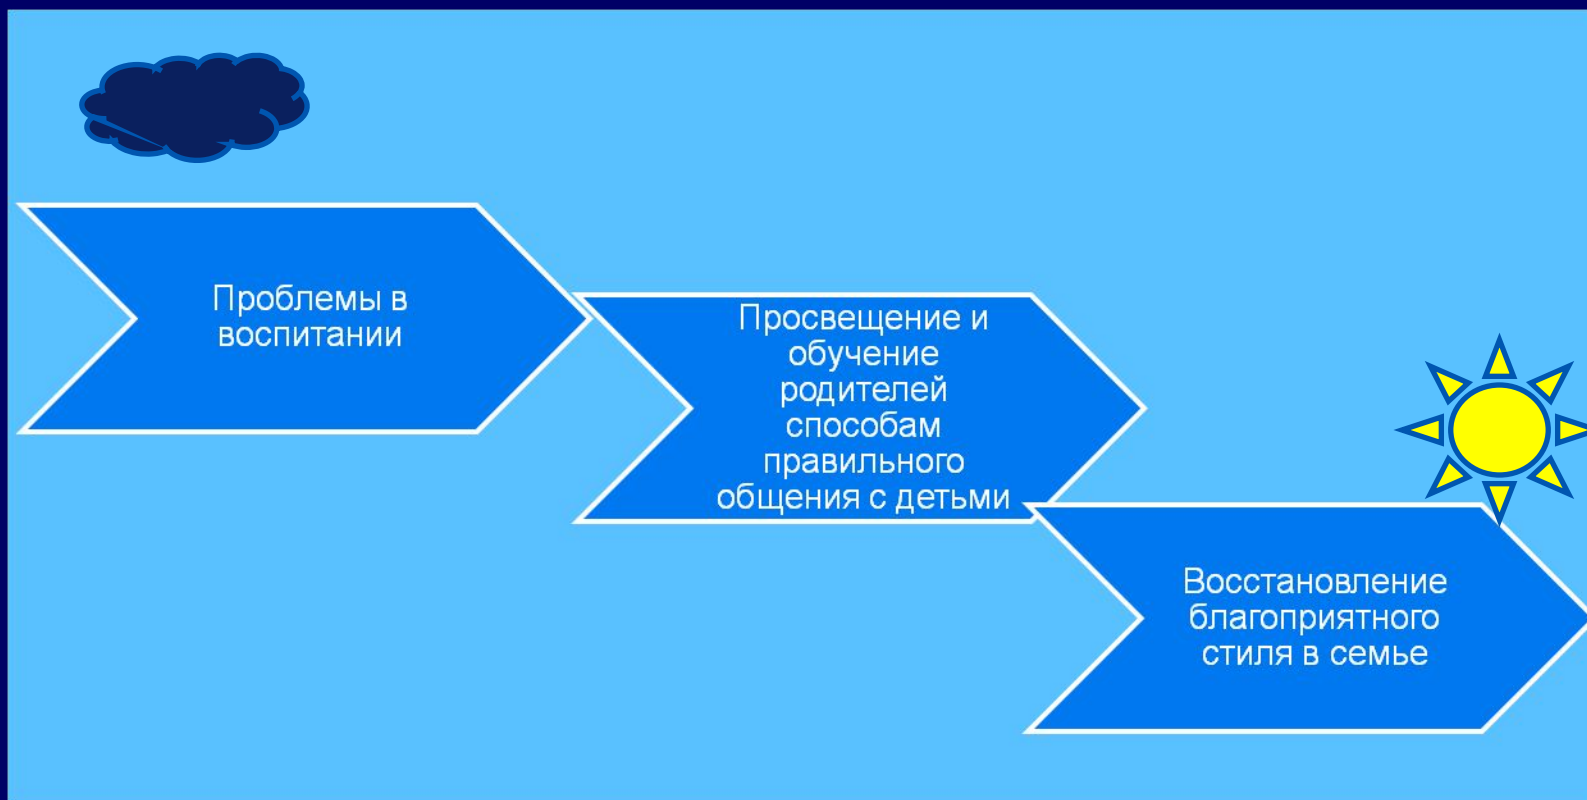 Проблемы в
воспитании
Просвещение и
обучение
родителей
способам
правильного
общения с детьми
Восстановление
благоприятного
стиля в семье